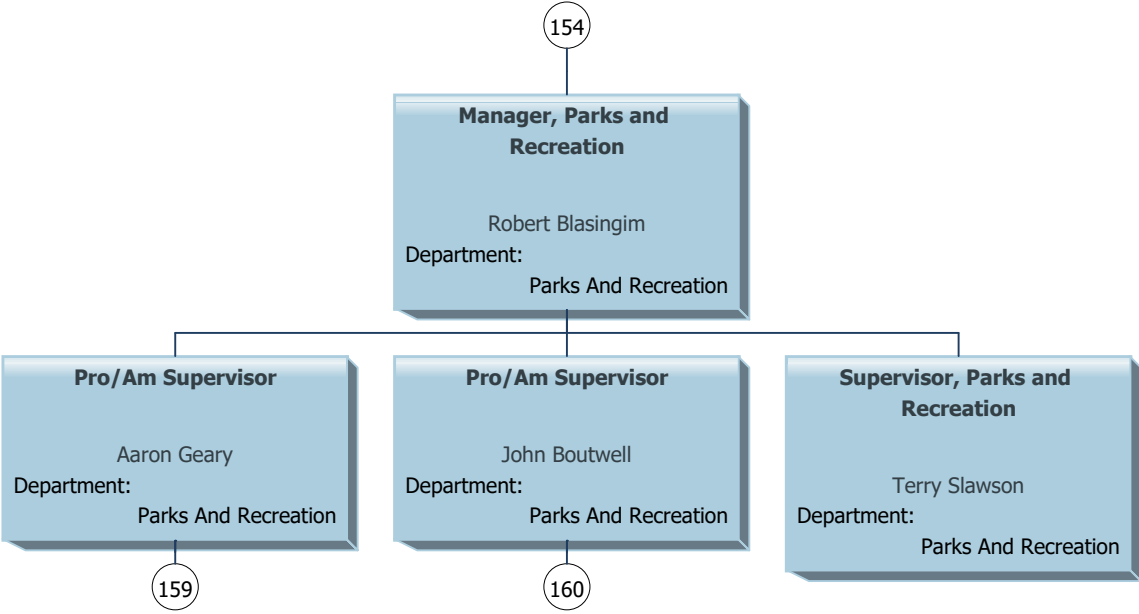 154
Manager, Parks and
Recreation
Robert Blasingim
Department:
Parks And Recreation
Pro/Am Supervisor
Aaron Geary
Department:
Parks And Recreation
159
Pro/Am Supervisor
John Boutwell
Department:
Parks And Recreation
160
Supervisor, Parks and
Recreation
Terry Slawson
Department:
Parks And Recreation